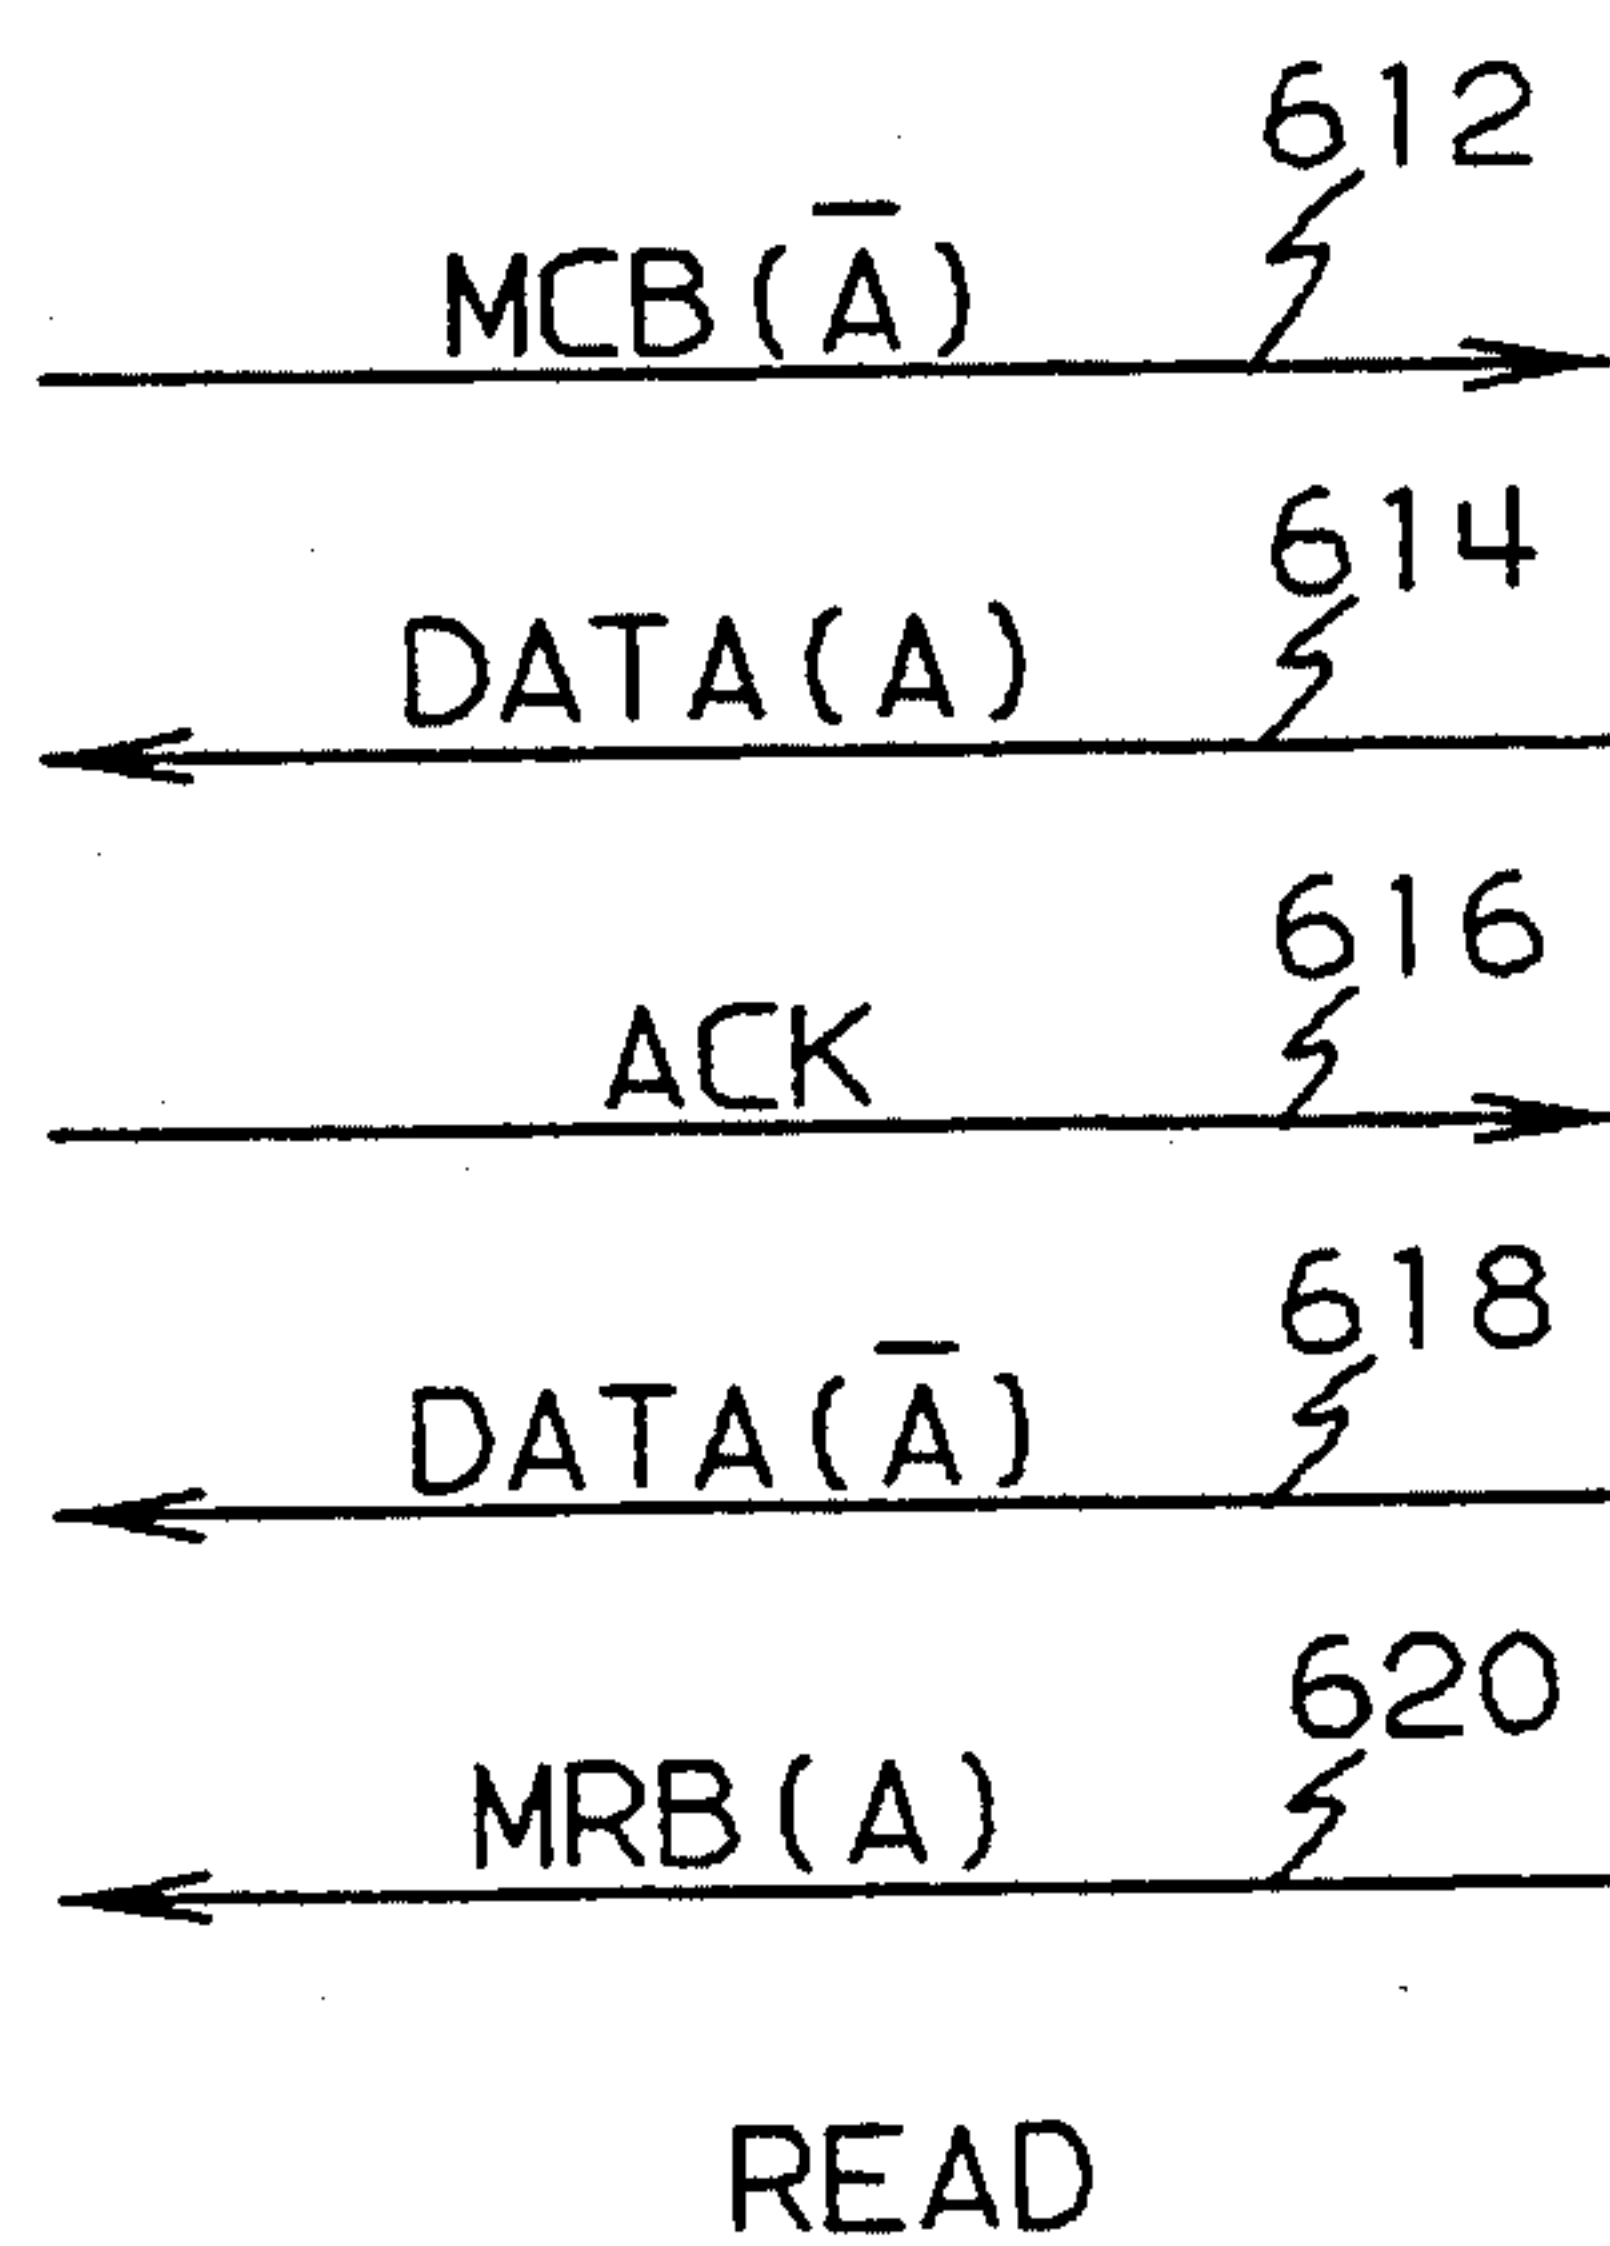 612
MCB(Ā)
614
DATA(A)
616
ACK
618
DATA(Ā)
620
MRB(A)
READ